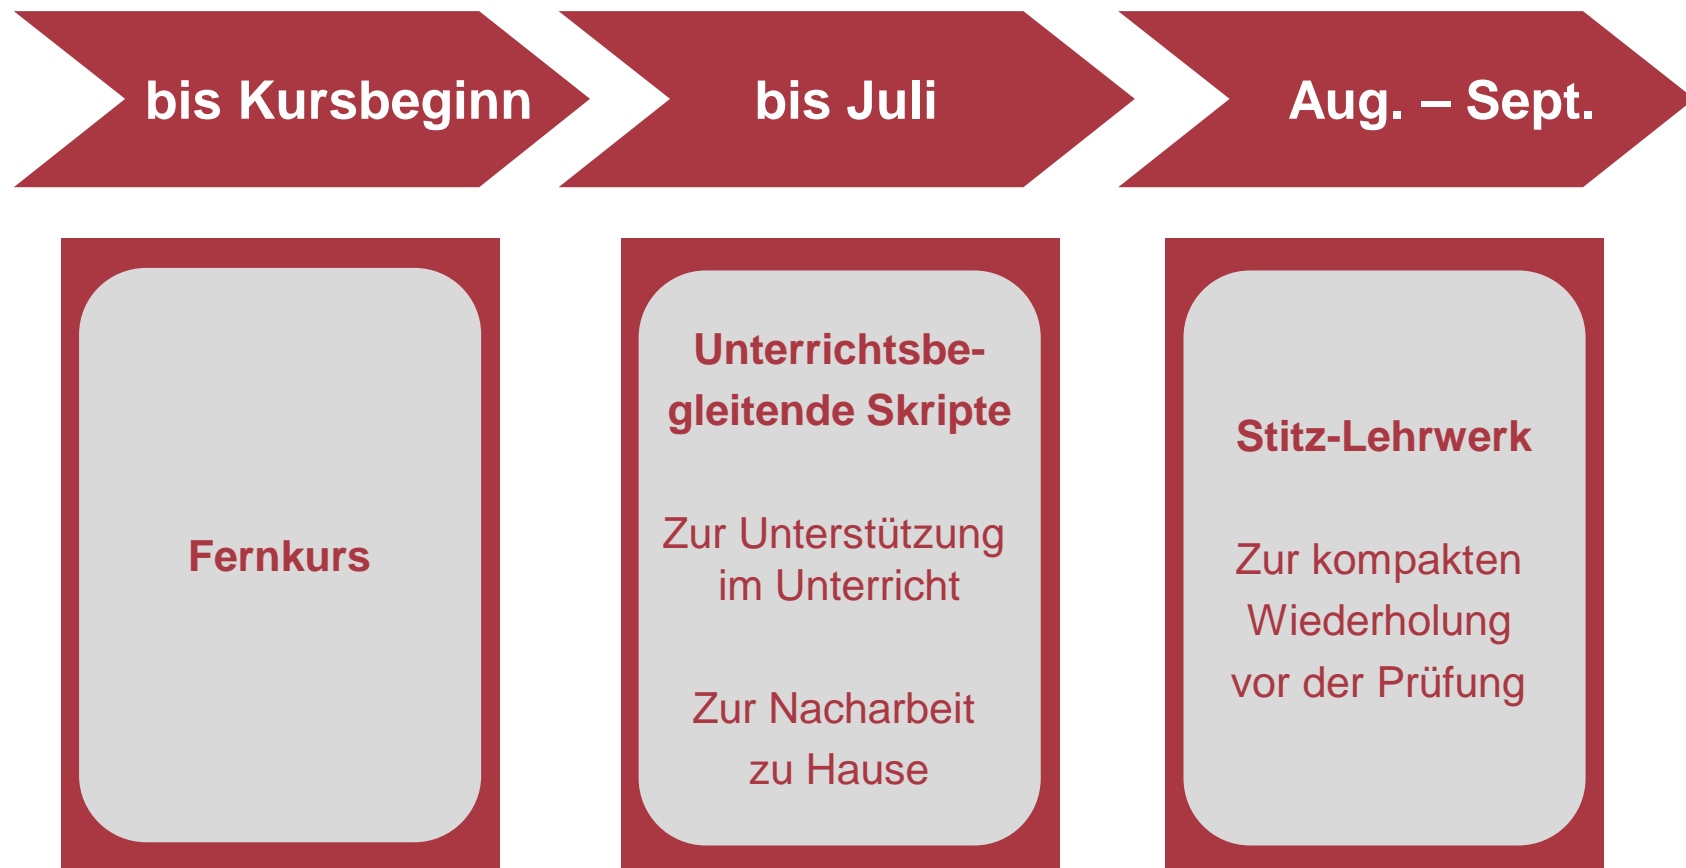 bis Kursbeginn
bis Juli
Aug. – Sept.
Fernkurs
Unterrichtsbe-
gleitende Skripte
Zur Unterstützung
im Unterricht
Zur Nacharbeit
zu Hause
Stitz-Lehrwerk
Zur kompakten
Wiederholung
vor der Prüfung